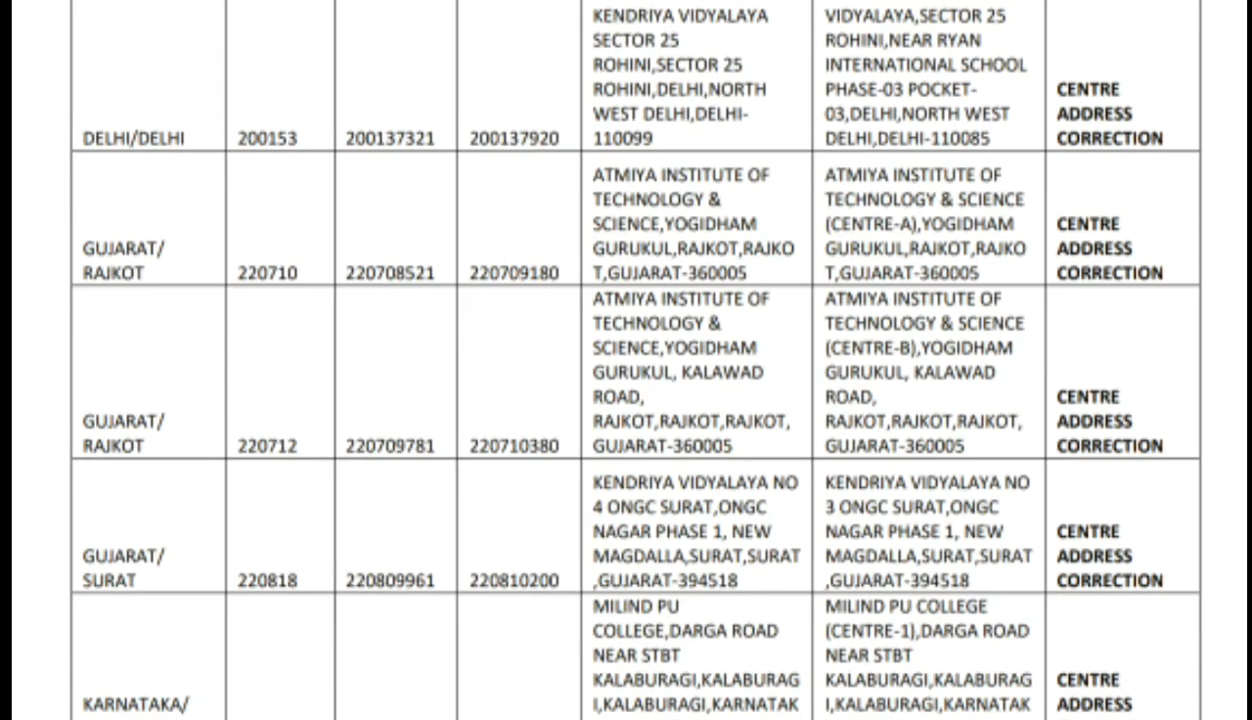 KENDRIYA VIDYALAYA
SECTOR 25
ROHINI,SECTOR 25
ROHINI,DELHI,NORTH
WEST DELHI,DELHI-
110099
VIDYALAYA,SECTOR 25
ROHINI,NEAR RYAN
INTERNATIONAL SCHOOL
PHASE-03 POCKET-
03,DELHI,NORTH WEST
DELHI,DELHI-110085
CENTRE
ADDRESS
CORRECTION
DELHI/DELHI
200153
200137321
200137920
GUJARAT/
RAJKOT
220710
220708521
220709180
ATMIYA INSTITUTE OF
TECHNOLOGY &
SCIENCE,YOGIDHAM
GURUKUL,RAJKOT,RAJKO
T,GUJARAT-360005
ATMIYA INSTITUTE OF
TECHNOLOGY & SCIENCE
(CENTRE-A),YOGIDHAM
GURUKUL,RAJKOT,RAJKO
T,GUJARAT-360005
CENTRE
ADDRESS
CORRECTION
GUJARAT/
RAJKOT
220712
220709781
220710380
ATMIYA INSTITUTE OF
TECHNOLOGY &
SCIENCE,YOGIDHAM
GURUKUL, KALAWAD
ROAD,
RAJKOT,RAJKOT,RAJKOT,
GUJARAT-360005
ATMIYA INSTITUTE OF
TECHNOLOGY & SCIENCE
(CENTRE-B),YOGIDHAM
GURUKUL, KALAWAD
ROAD,
RAJKOT,RAJKOT,RAJKOT,
GUJARAT-360005
CENTRE
ADDRESS
CORRECTION
GUJARAT/
SURAT
220818
220809961
220810200
KENDRIYA VIDYALAYA NO
4 ONGC SURAT,ONGC
NAGAR PHASE 1, NEW
MAGDALLA,SURAT,SURAT
,GUJARAT-394518
KENDRIYA VIDYALAYA NO
3 ONGC SURAT,ONGC
NAGAR PHASE 1, NEW
MAGDALLA,SURAT,SURAT
,GUJARAT-394518
CENTRE
ADDRESS
CORRECTION
KARNATAKA/
MILIND PU
COLLEGE,DARGA ROAD
NEAR STBT
KALABURAGI,KALABURAG
I,KALABURAGI,KARNATAK
MILIND PU COLLEGE
(CENTRE-1),DARGA ROAD
NEAR STBT
KALABURAGI,KALABURAG
I,KALABURAGI,KARNATAK
CENTRE
ADDRESS